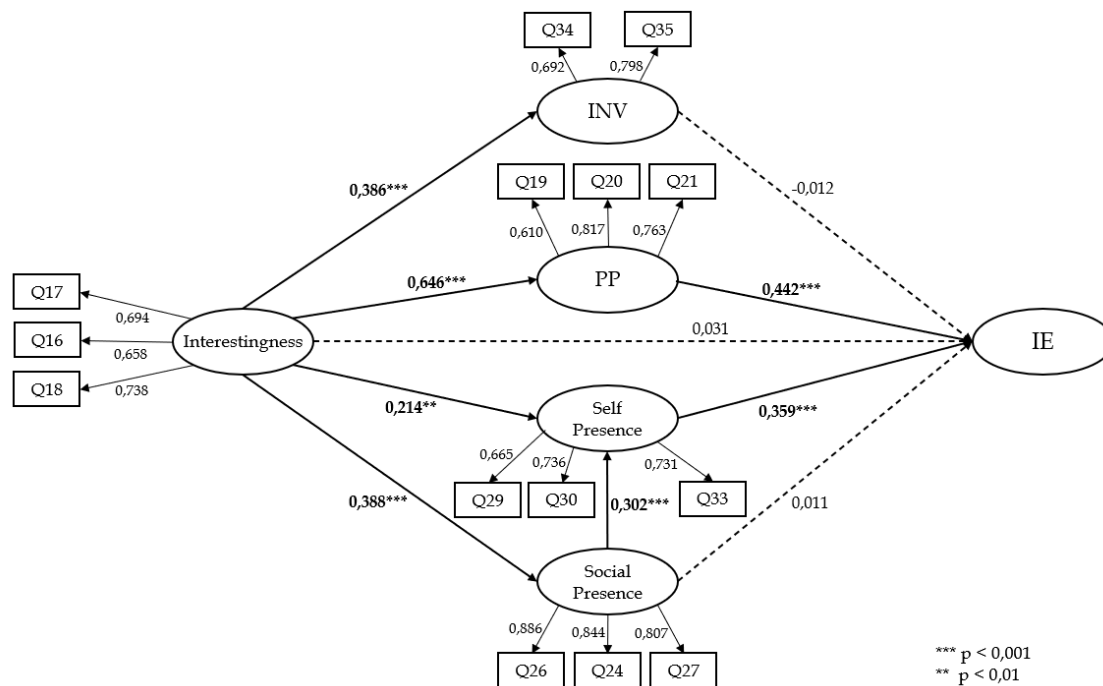 Q34
Q35
0,692
0,798
INV
0,386***
-0,012
Q19
Q20
Q21
0,610
0,817
0,763
PP
0,646***
0,442***
Q17
0,694
Q16
0,658
Q18
0,738
Interestingness
0,031
IE
0,214**
Self
Presence
0,359***
0,665
0,736
0,731
Q29
Q30
Q33
0,388***
0,302***
0,011
Social
Presence
0,886
0,844
0,807
Q26
Q24
Q27
*** p < 0,001
** p < 0,01